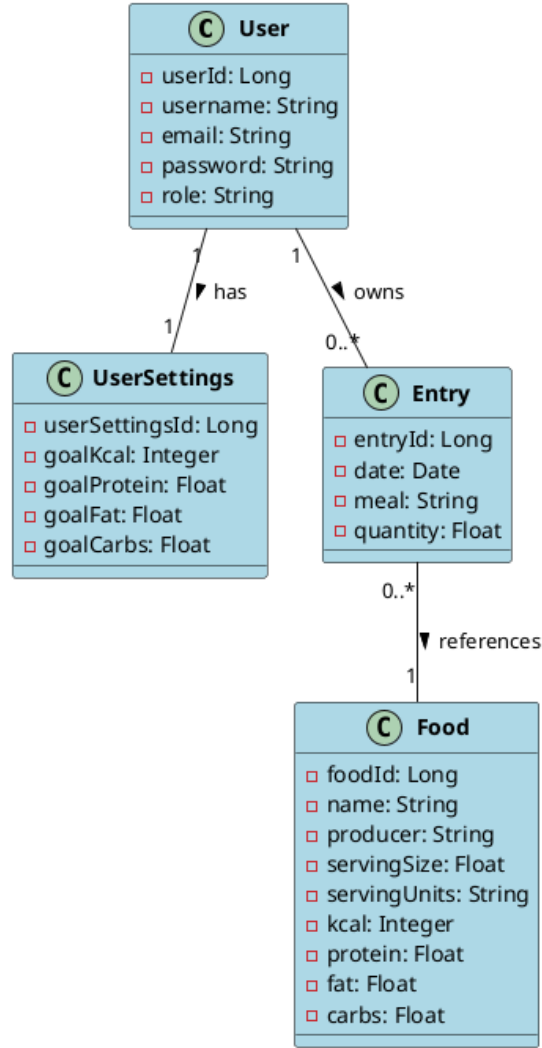 C User
userId: Long
username: String
email: String
password: String
role: String
1
1
has
owns
1
0..*
C UserSettings
userSettingsId: Long
goalKcal: Integer
goalProtein: Float
goalFat: Float
goalCarbs: Float
C Entry
entryId: Long
date: Date
meal: String
quantity: Float
0..*
references
1
C Food
foodId: Long
name: String
producer: String
servingSize: Float
servingUnits: String
kcal: Integer
protein: Float
fat: Float
carbs: Float